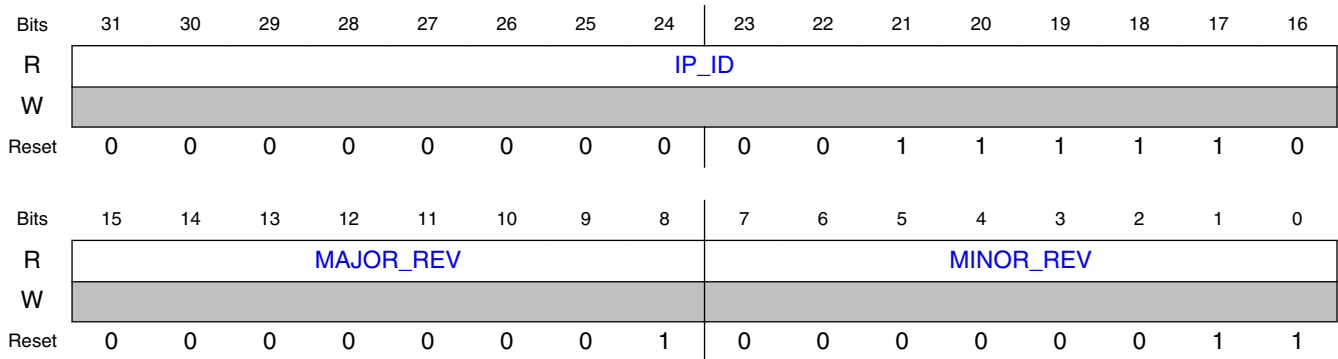 Bits 31 30 29 28 27 26 25 24 23 22 21 20 19 18 17 16
R IP_ID
W
Reset 0 0 0 0 0 0 0 0 0 0 1 1 1 1 1 0
Bits 15 14 13 12 11 10 9 8 7 6 5 4 3 2 1 0
R MAJOR_REV MINOR_REV
W
Reset 0 0 0 0 0 0 0 1 0 0 0 0 0 0 1 1